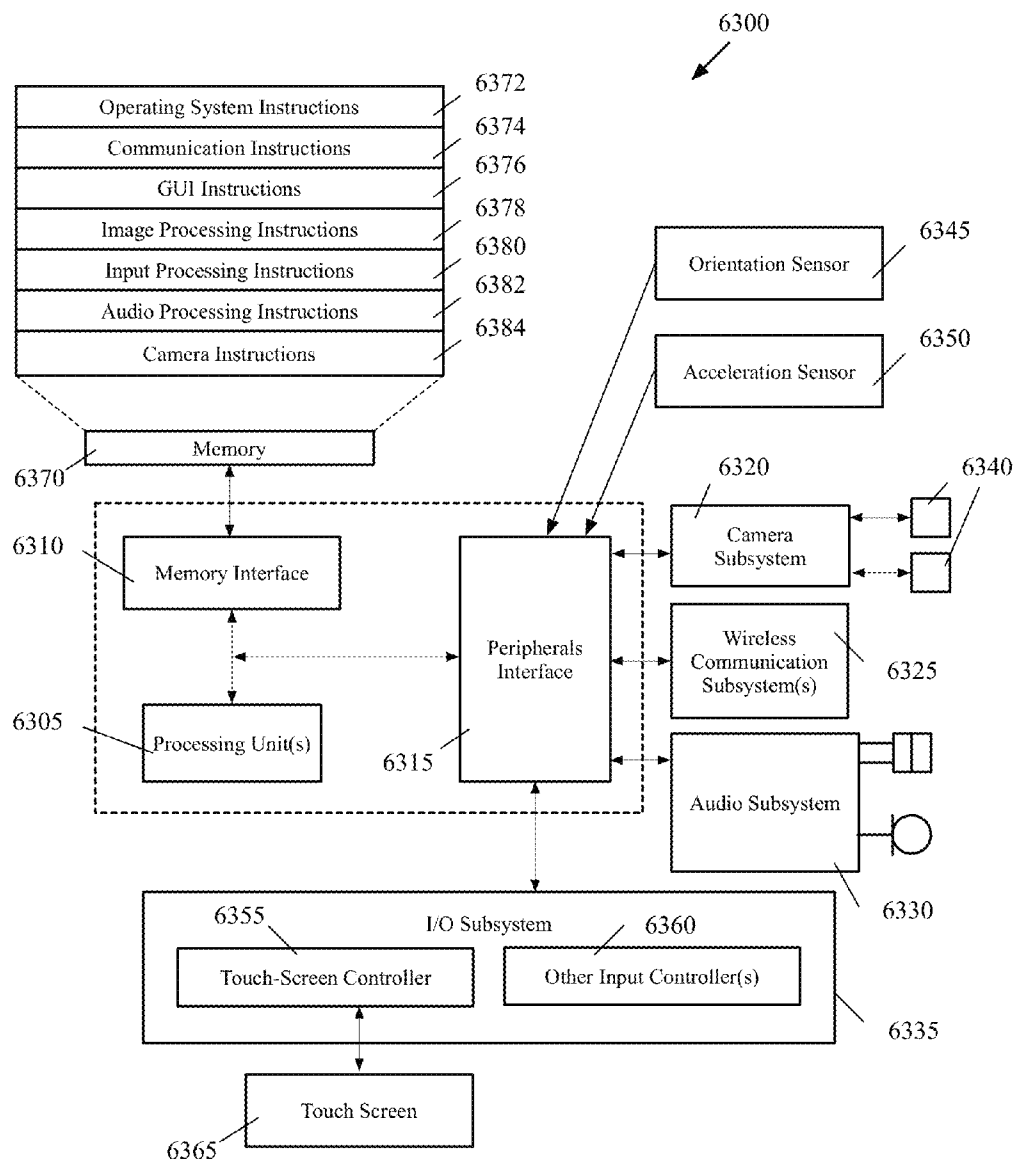 6300
6372
Operating System Instructions
6374
Communication Instructions
6376
GUI Instructions
6378
Image Processing Instructions
6380
Input Processing Instructions
6382
Audio Processing Instructions
6384
Camera Instructions
6345
Orientation Sensor
6350
Acceleration Sensor
Memory
6370
6320
6340
Camera
Subsystem
6310
Memory Interface
Peripherals
Interface
Wireless
Communication
Subsystem(s)
6325
6305
Processing Unit(s)
6315
Audio Subsystem
6330
6355
I/O Subsystem
6360
Touch-Screen Controller
Other Input Controller(s)
6335
Touch Screen
6365